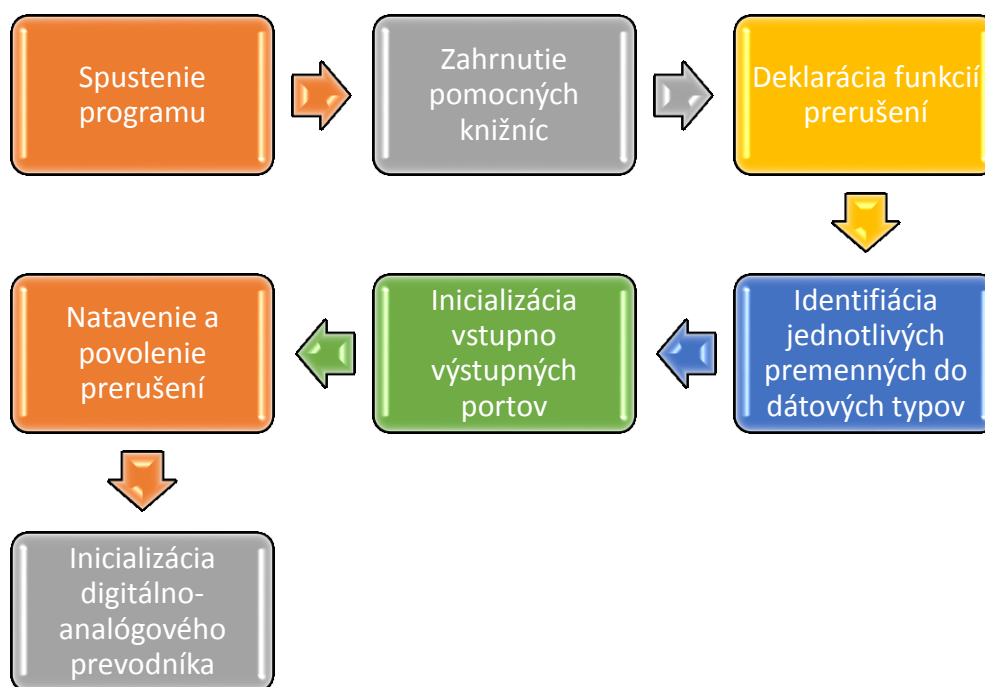 Spustenie
programu
Zahrnutie
pomocných
knižníc
Deklarácia funkcií
prerušení
Identifiácia
jednotlivých
premenných do
dátových typov
Inicializácia
vstupno
výstupných
portov
Natavenie a
povolenie
prerušení
Inicializácia
digitálno-
analógového
prevodníka